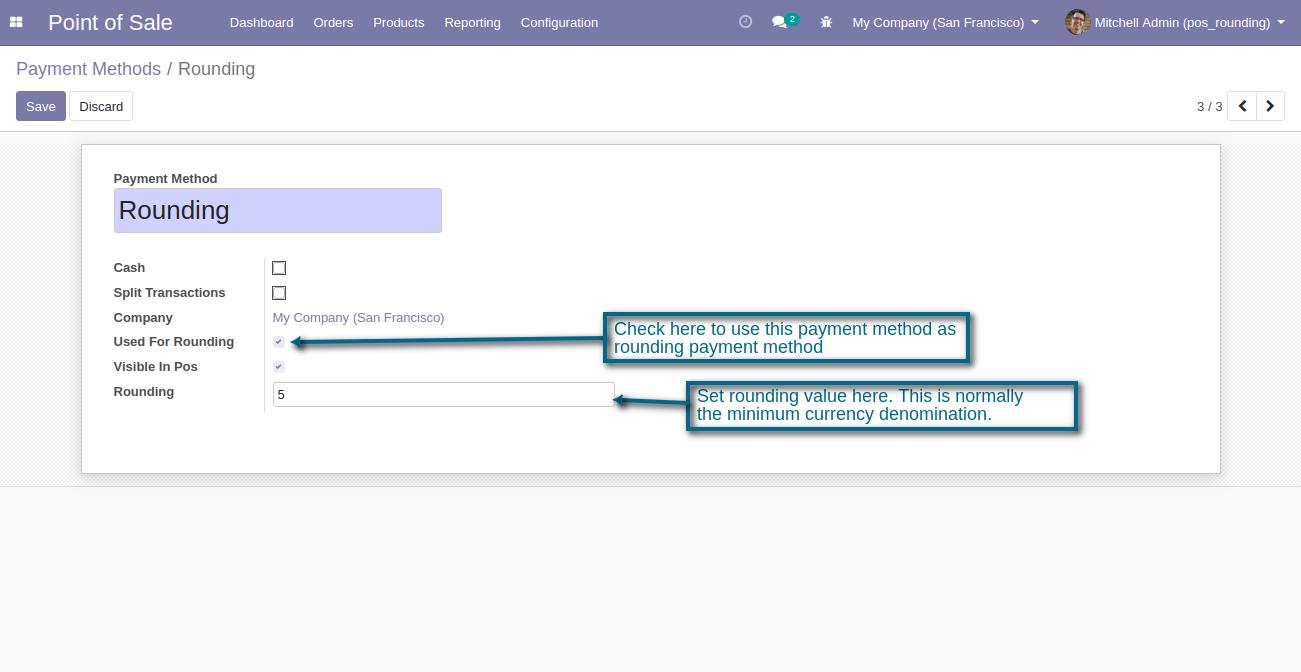 Point of Sale Dashboard Orders Products Reporting Configuration 2 My Company (San Francisco) Mitchell Admin (pos_rounding)
Payment Methods / Rounding
Save Discard 3 / 3
Payment Method
Rounding
Cash
Split Transactions
Company My Company (San Francisco)
Used For Rounding
Visible In Pos
Rounding 5
Check here to use this payment method as
rounding payment method
Set rounding value here. This is normally
the minimum currency denomination.